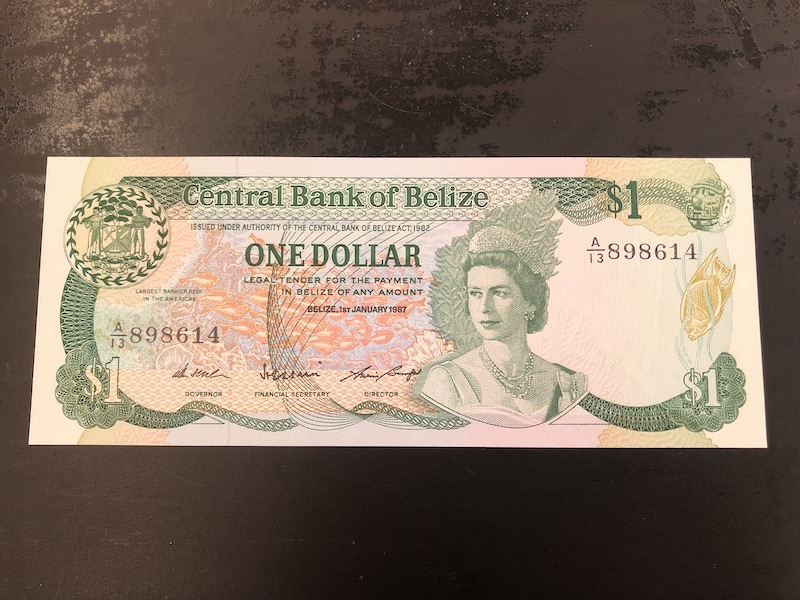 Central Bank of Belize
$1
ISSUED UNDER AUTHORITY OF THE CENTRAL BANK OF BELIZE ACT, 1982
ONE DOLLAR
A/13 898614
LEGAL TENDER FOR THE PAYMENT
IN BELIZE OF ANY AMOUNT
LARGEST BARRIER REEF
IN THE AMERICAS
BELIZE, 1ST JANUARY 1987
A/13 898614
$1
GOVERNOR
FINANCIAL SECRETARY
DIRECTOR
$1